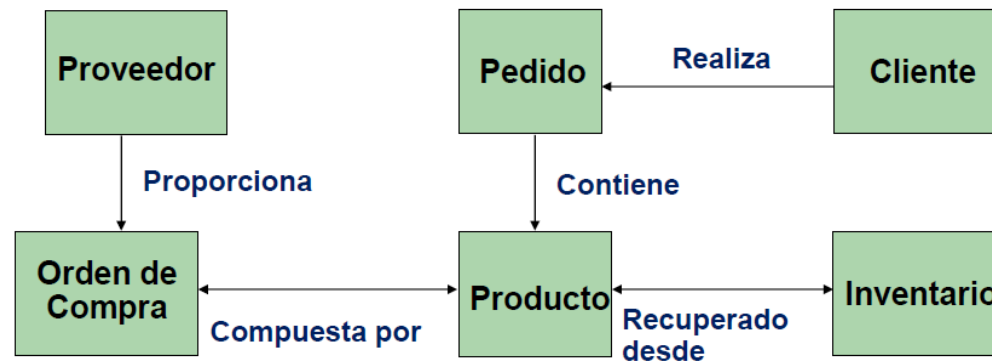 Proveedor
Pedido
Realiza
Cliente
Proporciona
Contiene
Orden de
Compra
Compuesta por
Producto
Recuperado
desde
Inventario